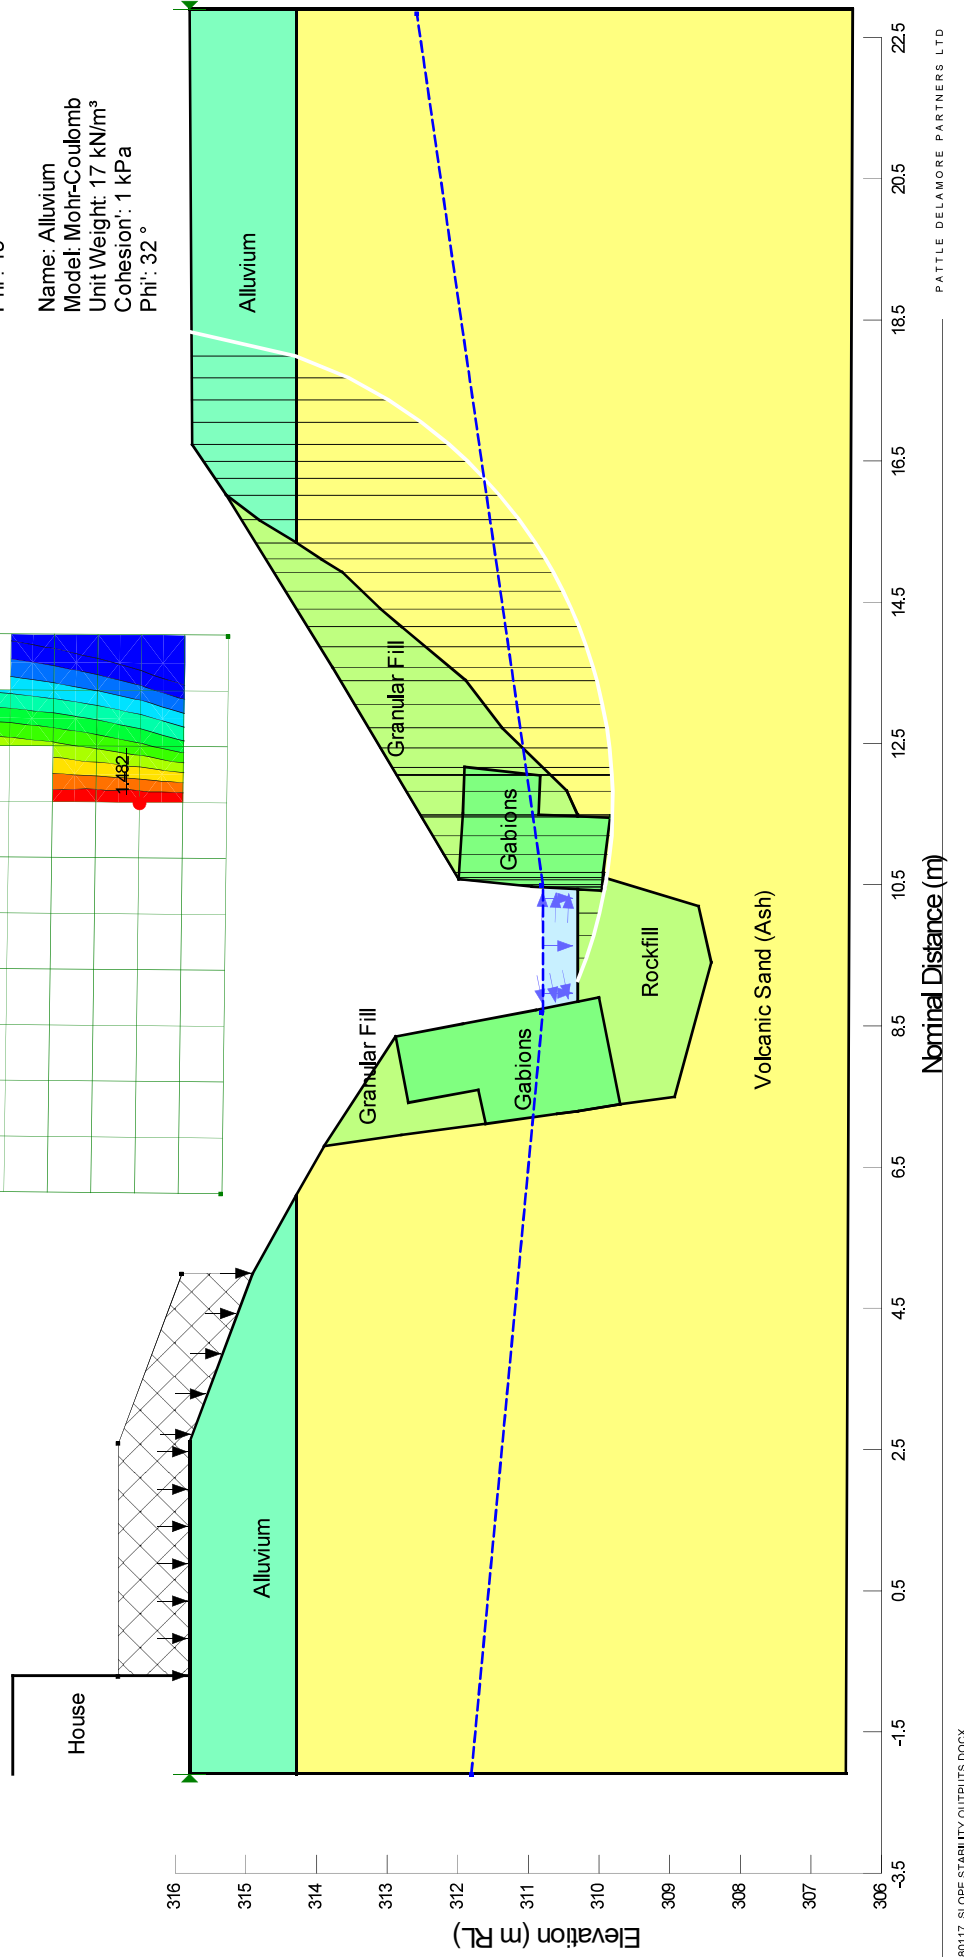 Name: Alluvium
Model: Mohr-Coulomb
Unit Weight: 17 kN/m³
Cohesion': 1 kPa
Phi': 32 °
1.482
House
Alluvium
Alluvium
Granular Fill
Granular Fill
Gabions
Gabions
Rockfill
Volcanic Sand (Ash)
Elevation (m RL)
316
315
314
313
312
311
310
309
308
307
306
-3.5
-1.5
0.5
2.5
4.5
6.5
8.5
10.5
12.5
14.5
16.5
18.5
20.5
22.5
Nominal Distance (m)
PATTLE DELAMORE PARTNERS LTD
80117_SLOPE STABILITY OUTPUTS.DOCX